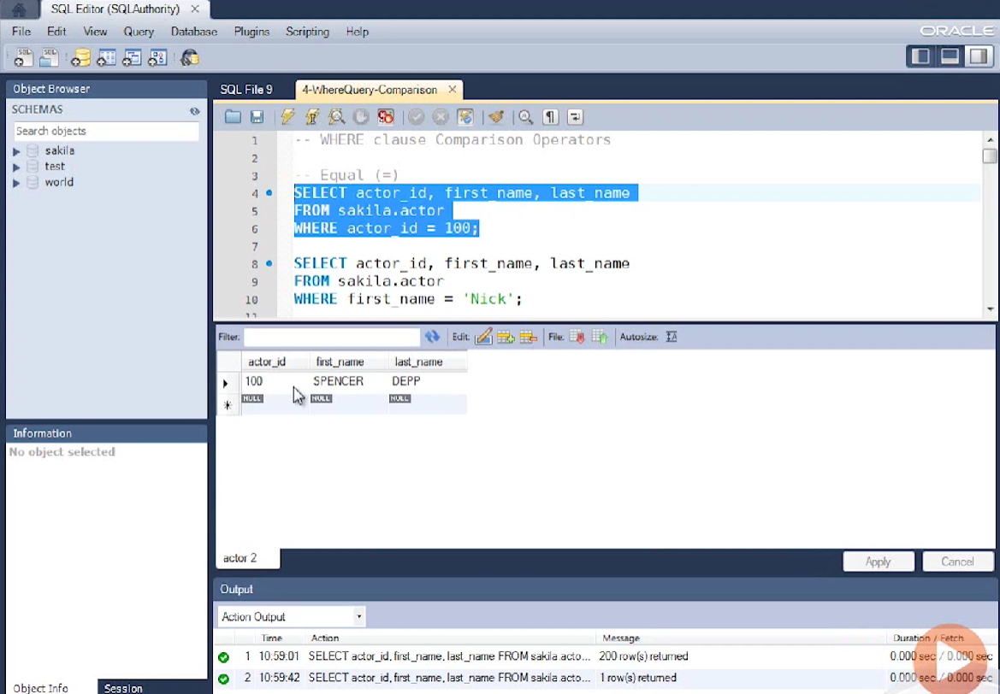 SQL Editor (SQLAuthority) ×
File Edit View Query Database Plugins Scripting Help
ORACLE
SQL SQL
Object Browser
SCHEMAS
Search objects
sakila
test
world
Information
No object selected
Object Info Session
SQL File 9 4-WhereQuery-Comparison ×
1 -- WHERE clause Comparison Operators
2
3 -- Equal (=)
4 SELECT actor_id, first_name, last_name
5 FROM sakila.actor
6 WHERE actor_id = 100;
7
8 SELECT actor_id, first_name, last_name
9 FROM sakila.actor
10 WHERE first_name = 'Nick';
11
Filter: Edit: File: Autosize:
actor_id first_name last_name
100 SPENCER DEPP
NULL NULL NULL
actor 2
Apply Cancel
Output
Action Output
Time Action Message Duration / Fetch
1 10:59:01 SELECT actor_id, first_name, last_name FROM sakila.acto... 200 row(s) returned 0.000 sec / 0.000 sec
2 10:59:42 SELECT actor_id, first_name, last_name FROM sakila.acto... 1 row(s) returned 0.000 sec / 0.000 sec